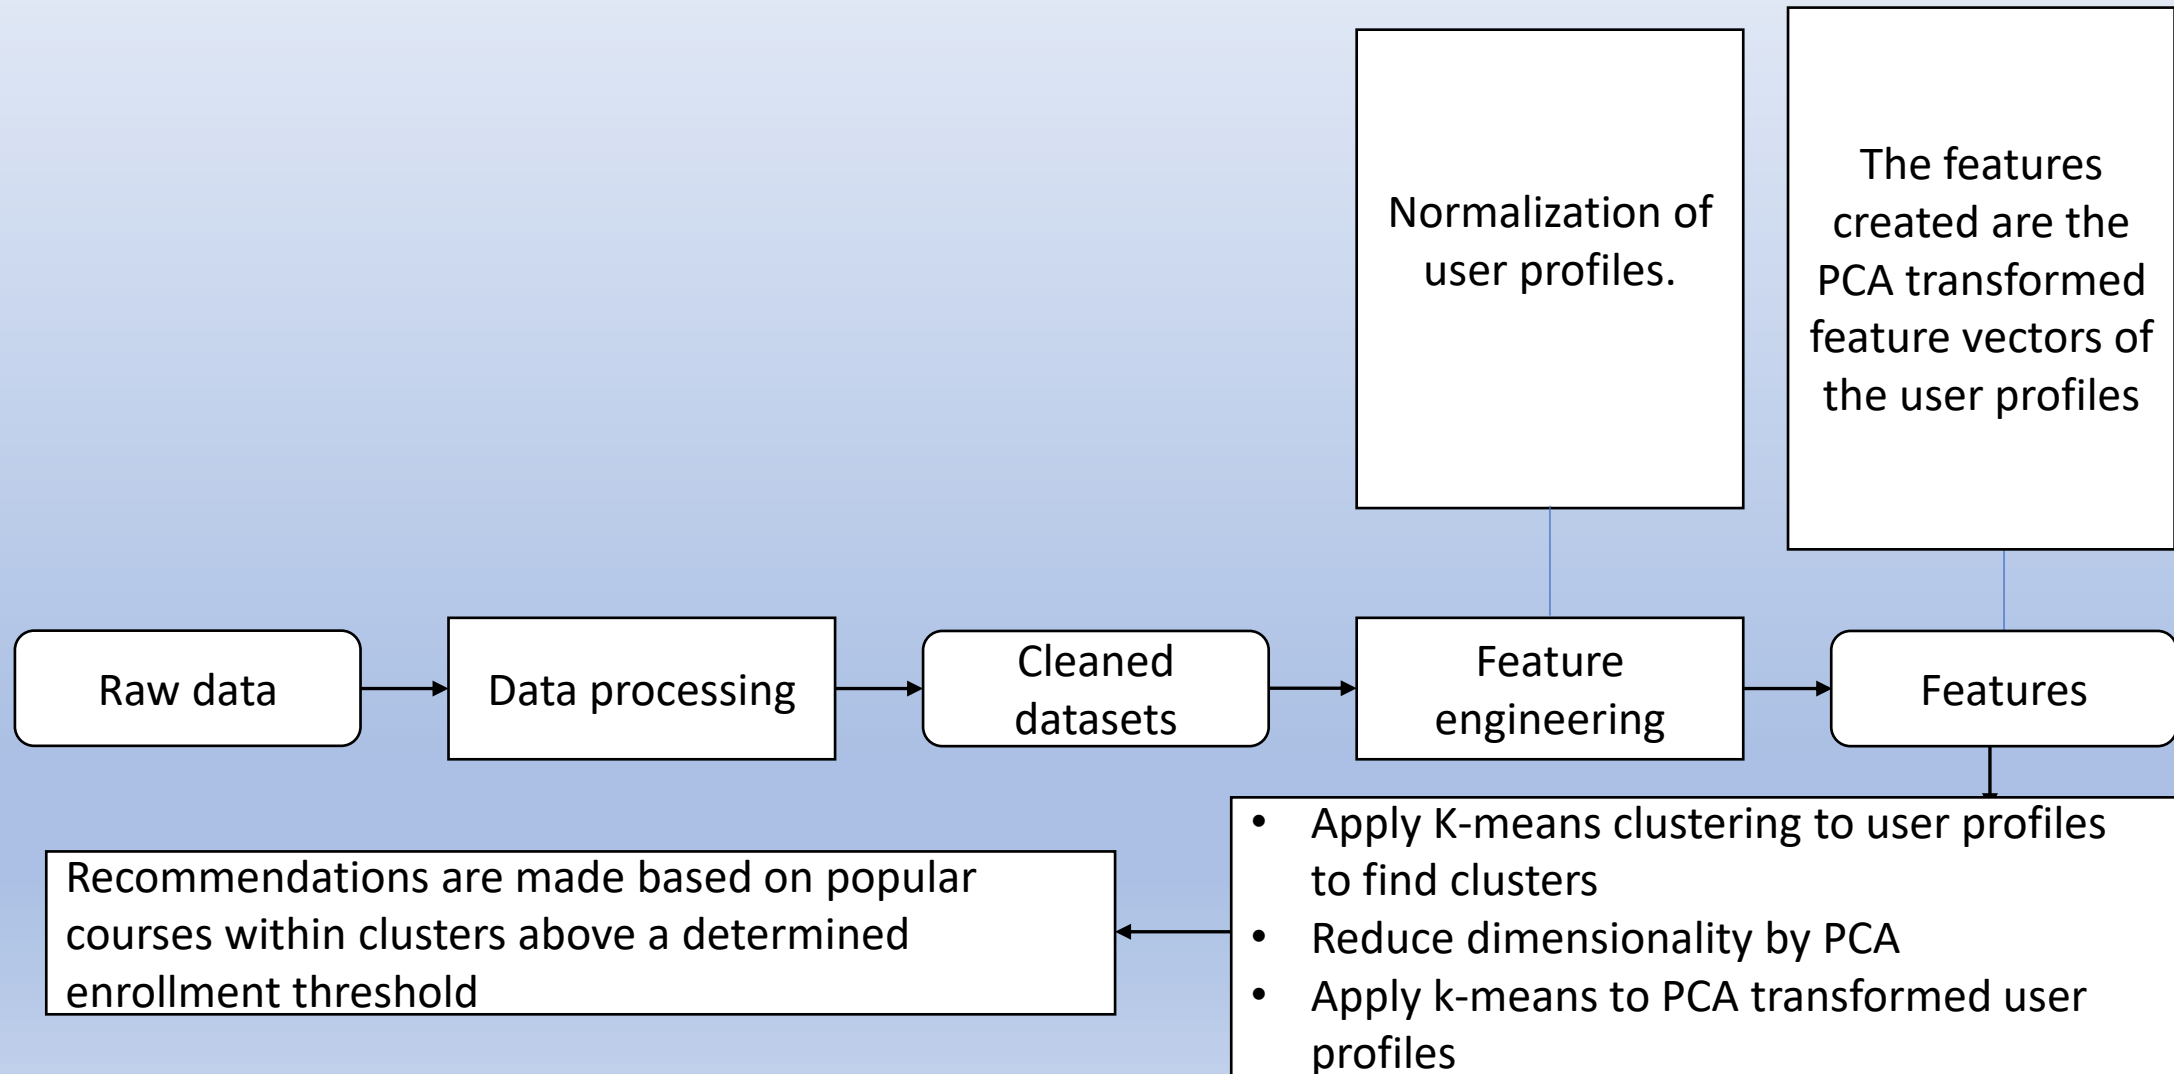 Normalization of
user profiles.
The features
created are the
PCA transformed
feature vectors of
the user profiles
Raw data
Data processing
Cleaned
datasets
Feature
engineering
Features
• Apply K-means clustering to user profiles
to find clusters
• Reduce dimensionality by PCA
• Apply k-means to PCA transformed user
profiles
Recommendations are made based on popular
courses within clusters above a determined
enrollment threshold